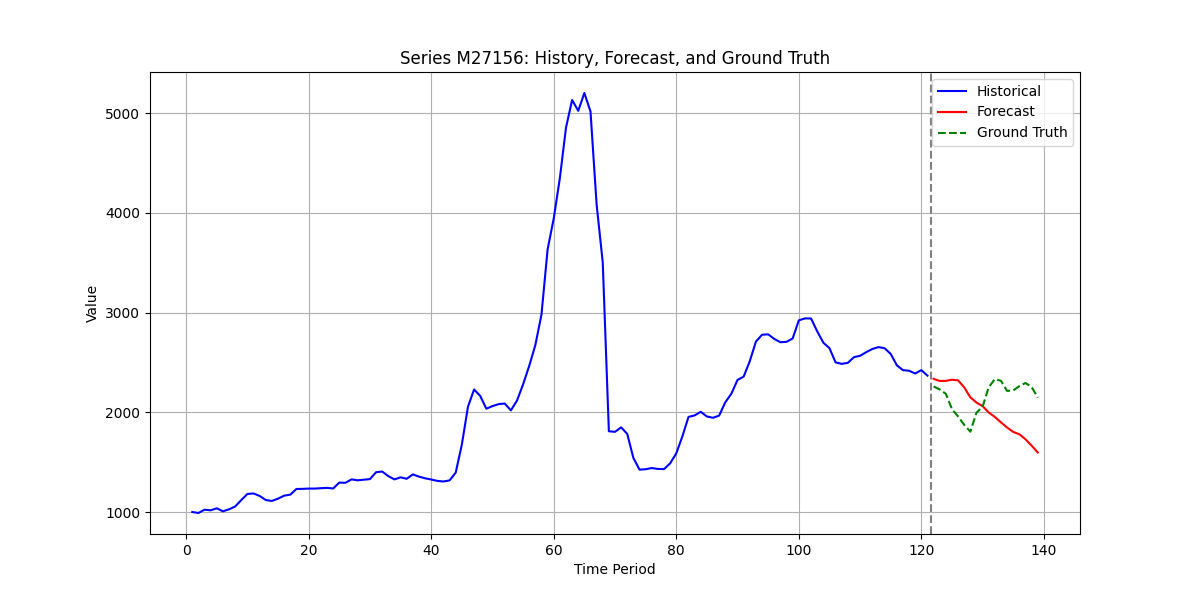 Series M27156: History, Forecast, and Ground Truth
Historical
Forecast
Ground Truth
Value
5000
4000
3000
2000
1000
0 20 40 60 80 100 120 140
Time Period